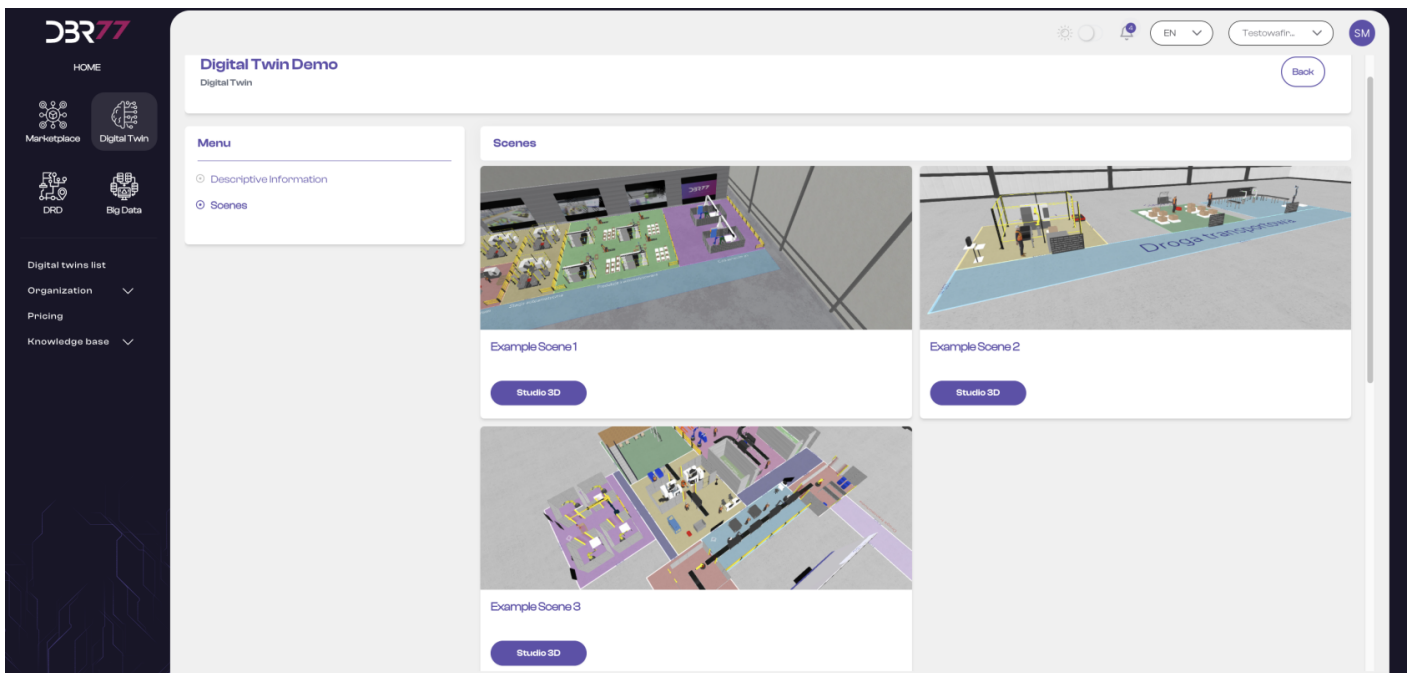 DBR77
HOME
Marketplace
Digital Twin
DRD
Big Data
Digital twins list
Organization
Pricing
Knowledge base
4
EN
Testowafir...
SM
Digital Twin Demo
Digital Twin
Back
Menu
Descriptive Information
Scenes
Scenes
DBR77
Example Scene 1
Studio 3D
Droga transportowa
Example Scene 2
Studio 3D
Example Scene 3
Studio 3D